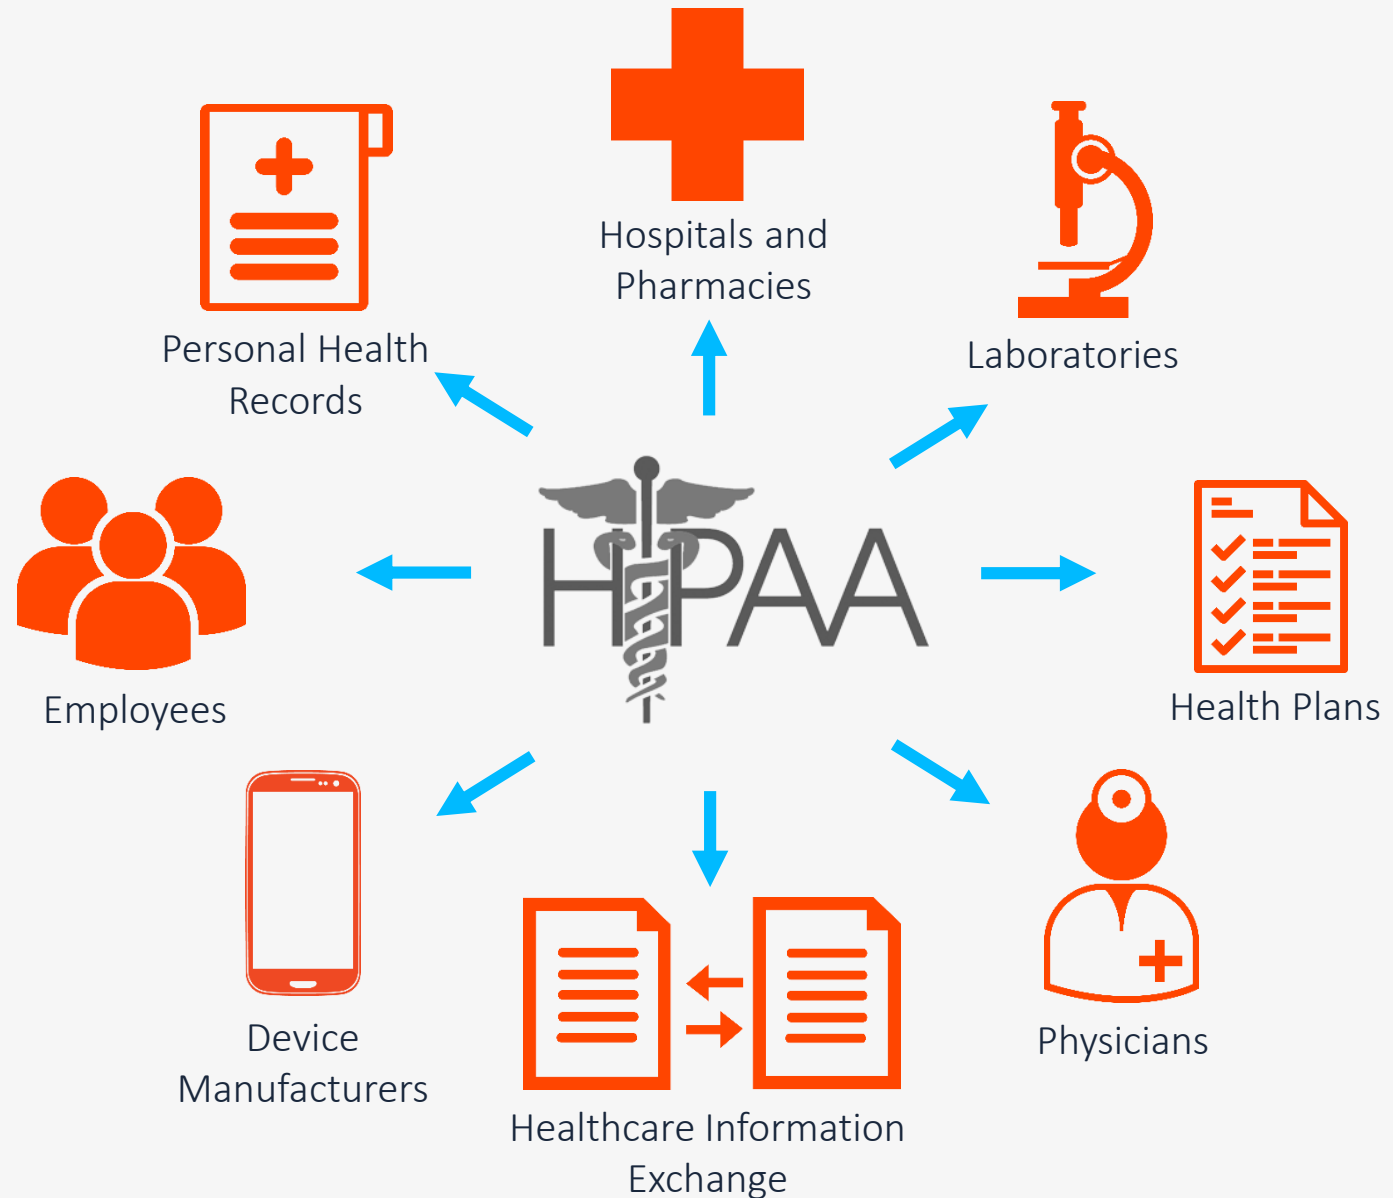 Hospitals and
Pharmacies
Personal Health
Records
Laboratories
HIPAA
Employees
Health Plans
Device
Manufacturers
Physicians
Healthcare Information
Exchange